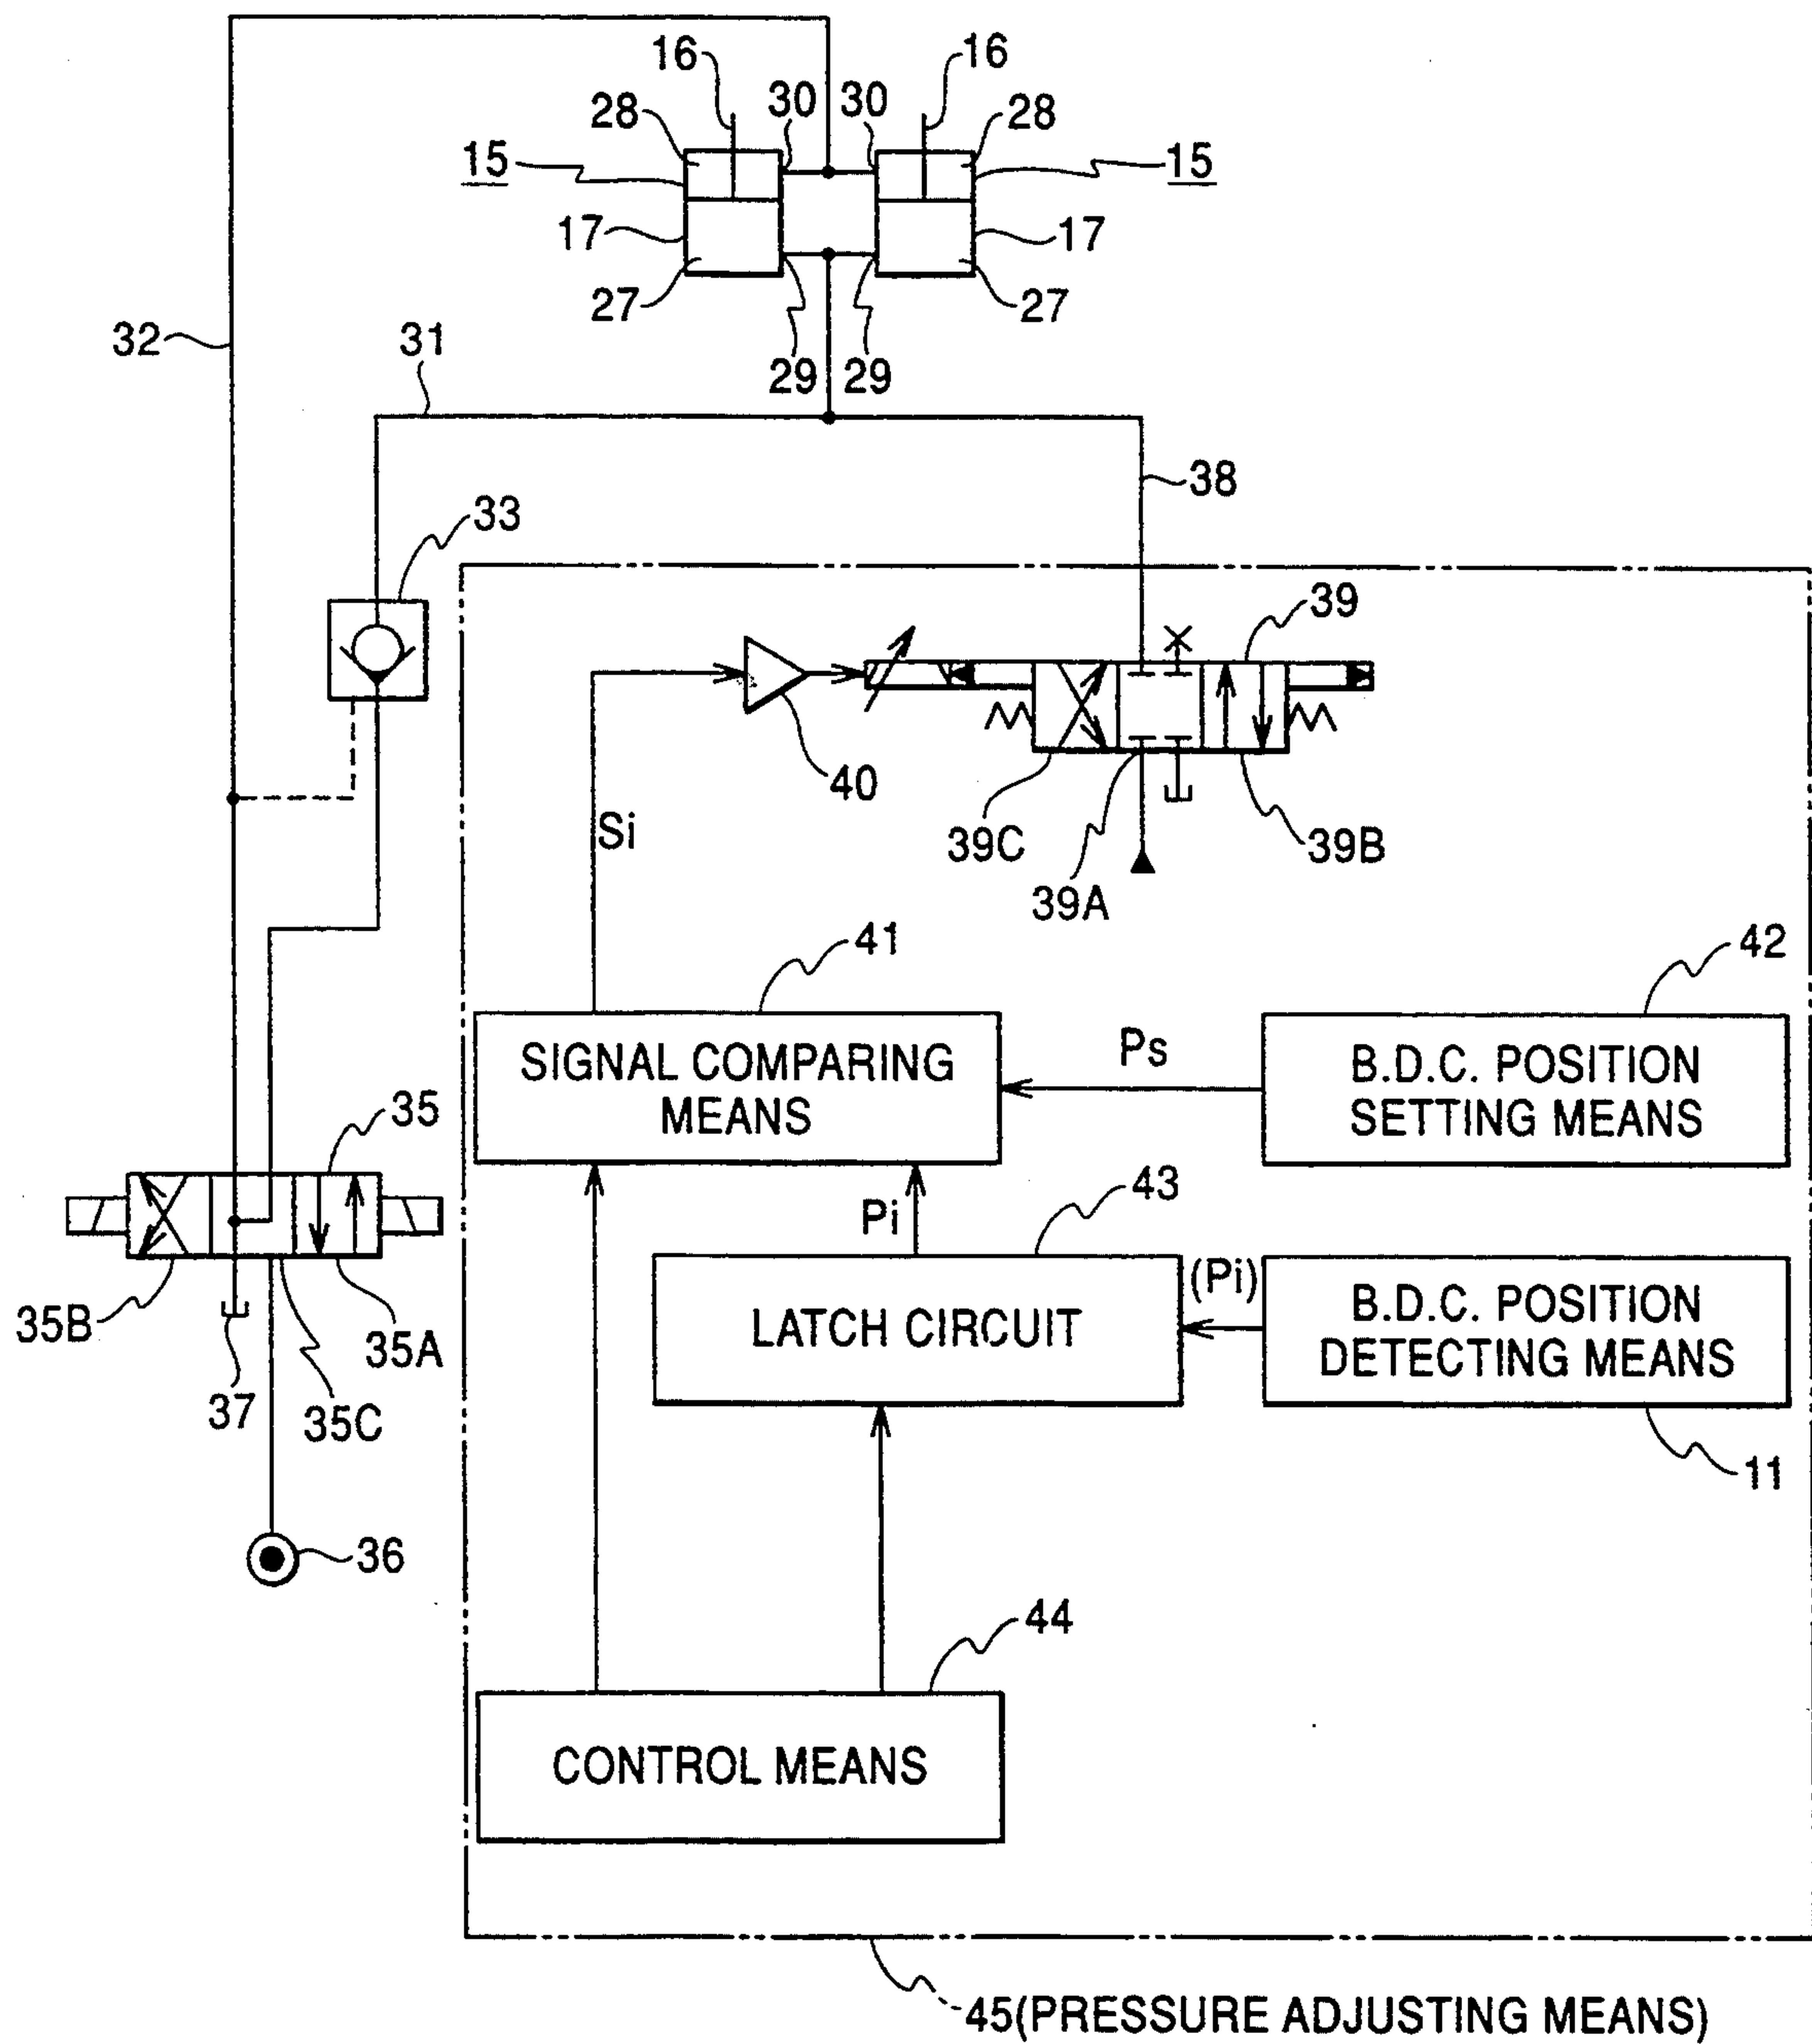 16
16
30
30
28
28
15
15
17
17
27
27
29
29
32
31
38
33
39
40
Si
39C
39B
39A
41
42
SIGNAL COMPARING
MEANS
Ps
B.D.C. POSITION
SETTING MEANS
35
43
Pi
(Pi)
LATCH CIRCUIT
B.D.C. POSITION
DETECTING MEANS
35B
35A
37
35C
11
36
44
CONTROL MEANS
45(PRESSURE ADJUSTING MEANS)